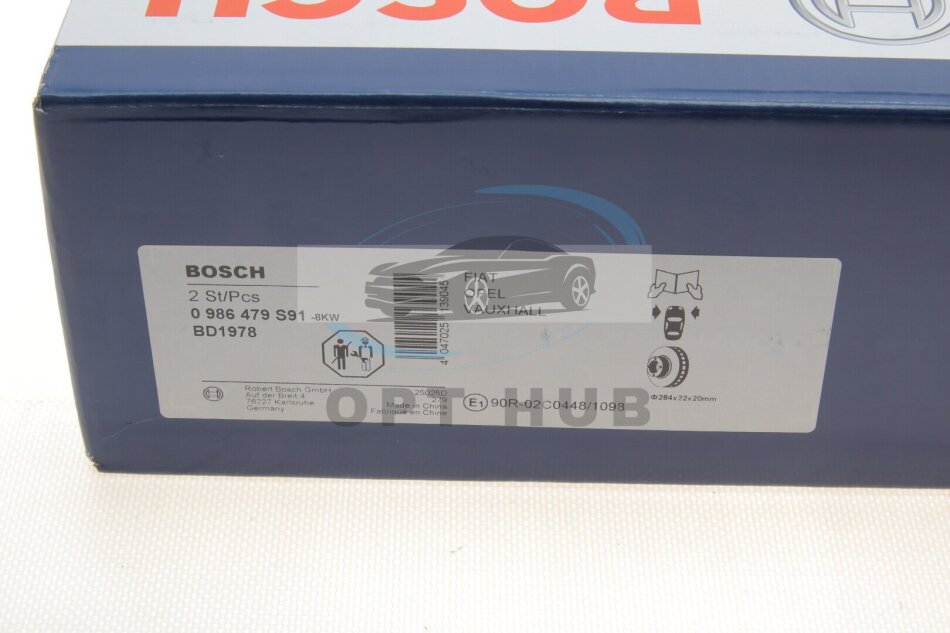 BOSCH
BOSCH
2 St/Pcs
0 986 479 S91 -8KW
BD1978
4 047025 139045
FIAT
OPEL
VAUXHALL
Robert Bosch GmbH
Auf der Breit 4
76227 Karlsruhe
Germany
25025D
Made in China
Fabriqué en Chine
E1 90R-02C0448/1098
Φ284x22x20mm
OPT HUB